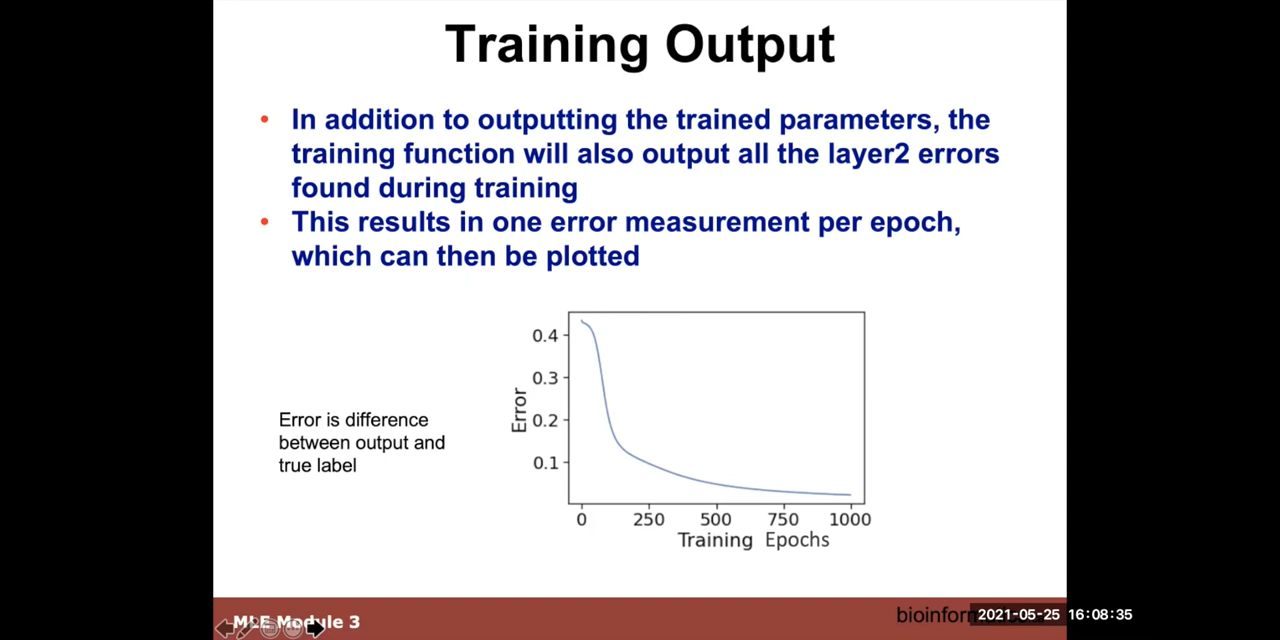 Training Output
• In addition to outputting the trained parameters, the
training function will also output all the layer2 errors
found during training
• This results in one error measurement per epoch,
which can then be plotted
Error is difference
between output and
true label
Error
0.4
0.3
0.2
0.1
0 250 500 750 1000
Training Epochs
MLE Module 3
2021-05-25 16:08:35